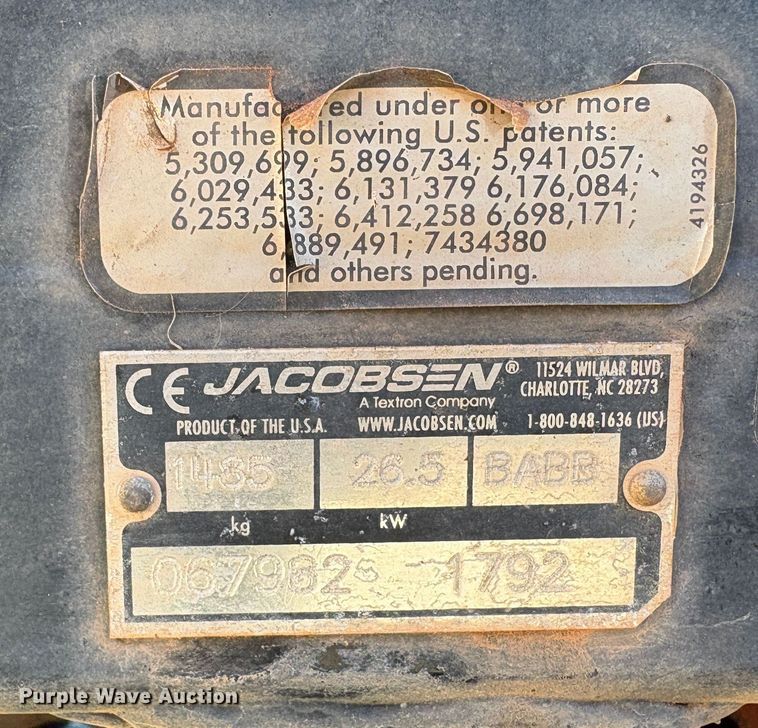 Manufac ed under one or more
of the following U.S. patents:
5,309,699; 5,896,734; 5,941,057;
6,029,433; 6,131,379 6,176,084;
6,253,533; 6,412,258 6,698,171;
6,889,491; 7434380
and others pending.
4194326
CE JACOBSEN® 11524 WILMAR BLVD,
A Textron Company CHARLOTTE, NC 28273
PRODUCT OF THE U.S.A. WWW.JACOBSEN.COM 1-800-848-1636 (US)
1435 26.5 BABB
kg kW
067982 1792
Purple Wave Auction